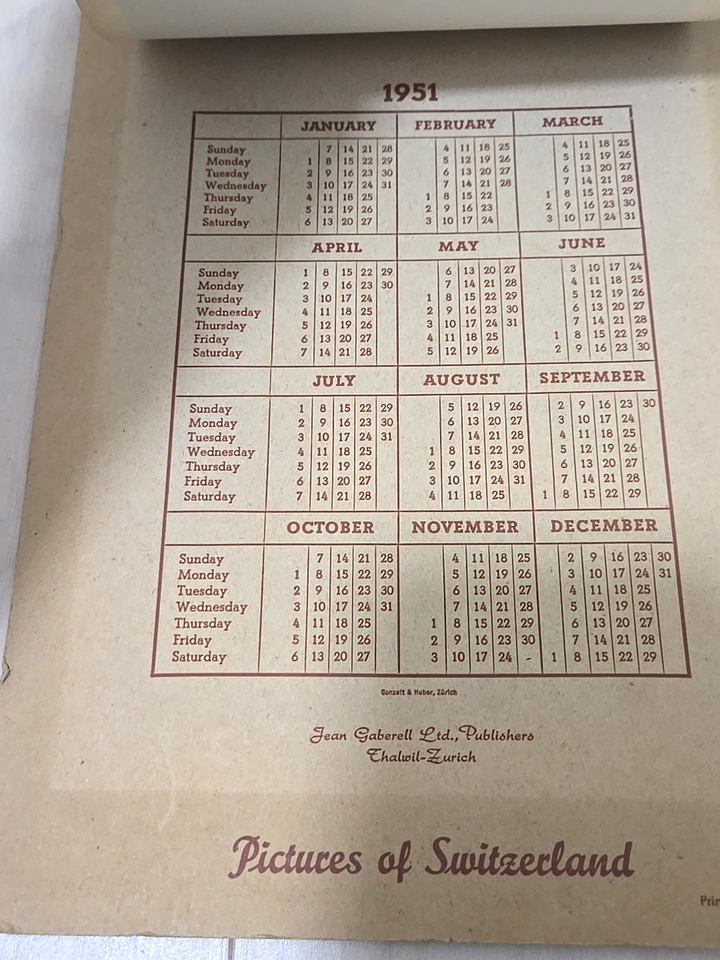 1951
JANUARY FEBRUARY MARCH
Sunday 7 14 21 28 4 11 18 25 4 11 18 25
Monday 1 8 15 22 29 5 12 19 26 5 12 19 26
Tuesday 2 9 16 23 30 6 13 20 27 6 13 20 27
Wednesday 3 10 17 24 31 7 14 21 28 7 14 21 28
Thursday 4 11 18 25 1 8 15 22 1 8 15 22 29
Friday 5 12 19 26 2 9 16 23 2 9 16 23 30
Saturday 6 13 20 27 3 10 17 24 3 10 17 24 31
APRIL MAY JUNE
Sunday 1 8 15 22 29 6 13 20 27 3 10 17 24
Monday 2 9 16 23 30 7 14 21 28 4 11 18 25
Tuesday 3 10 17 24 1 8 15 22 29 5 12 19 26
Wednesday 4 11 18 25 2 9 16 23 30 6 13 20 27
Thursday 5 12 19 26 3 10 17 24 31 7 14 21 28
Friday 6 13 20 27 4 11 18 25 1 8 15 22 29
Saturday 7 14 21 28 5 12 19 26 2 9 16 23 30
JULY AUGUST SEPTEMBER
Sunday 1 8 15 22 29 5 12 19 26 2 9 16 23 30
Monday 2 9 16 23 30 6 13 20 27 3 10 17 24
Tuesday 3 10 17 24 31 7 14 21 28 4 11 18 25
Wednesday 4 11 18 25 1 8 15 22 29 5 12 19 26
Thursday 5 12 19 26 2 9 16 23 30 6 13 20 27
Friday 6 13 20 27 3 10 17 24 31 7 14 21 28
Saturday 7 14 21 28 4 11 18 25 1 8 15 22 29
OCTOBER NOVEMBER DECEMBER
Sunday 7 14 21 28 4 11 18 25 2 9 16 23 30
Monday 1 8 15 22 29 5 12 19 26 3 10 17 24 31
Tuesday 2 9 16 23 30 6 13 20 27 4 11 18 25
Wednesday 3 10 17 24 31 7 14 21 28 5 12 19 26
Thursday 4 11 18 25 1 8 15 22 29 6 13 20 27
Friday 5 12 19 26 2 9 16 23 30 7 14 21 28
Saturday 6 13 20 27 3 10 17 24 - 1 8 15 22 29
Conzett & Huber, Zürich
Jean Gaberell Ltd., Publishers
Thalwil-Zurich
Pictures of Switzerland